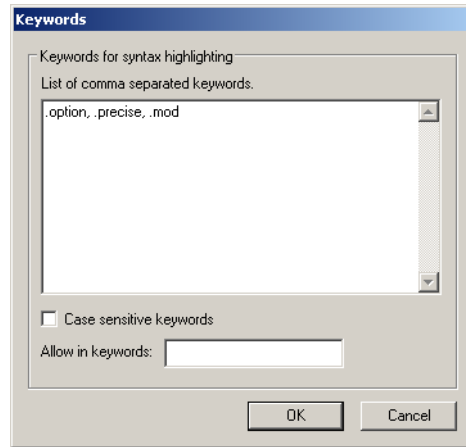 Keywords
Keywords for syntax highlighting
List of comma separated keywords.
.option, .precise, .mod
Case sensitive keywords
Allow in keywords:
OK
Cancel